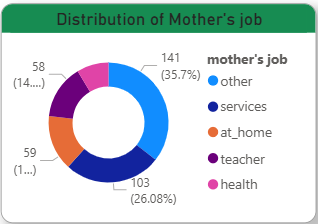 Distribution of Mother's job
141
(35.7%)
58
(14....)
59
(1...)
103
(26.08%)
mother's job
other
services
at_home
teacher
health